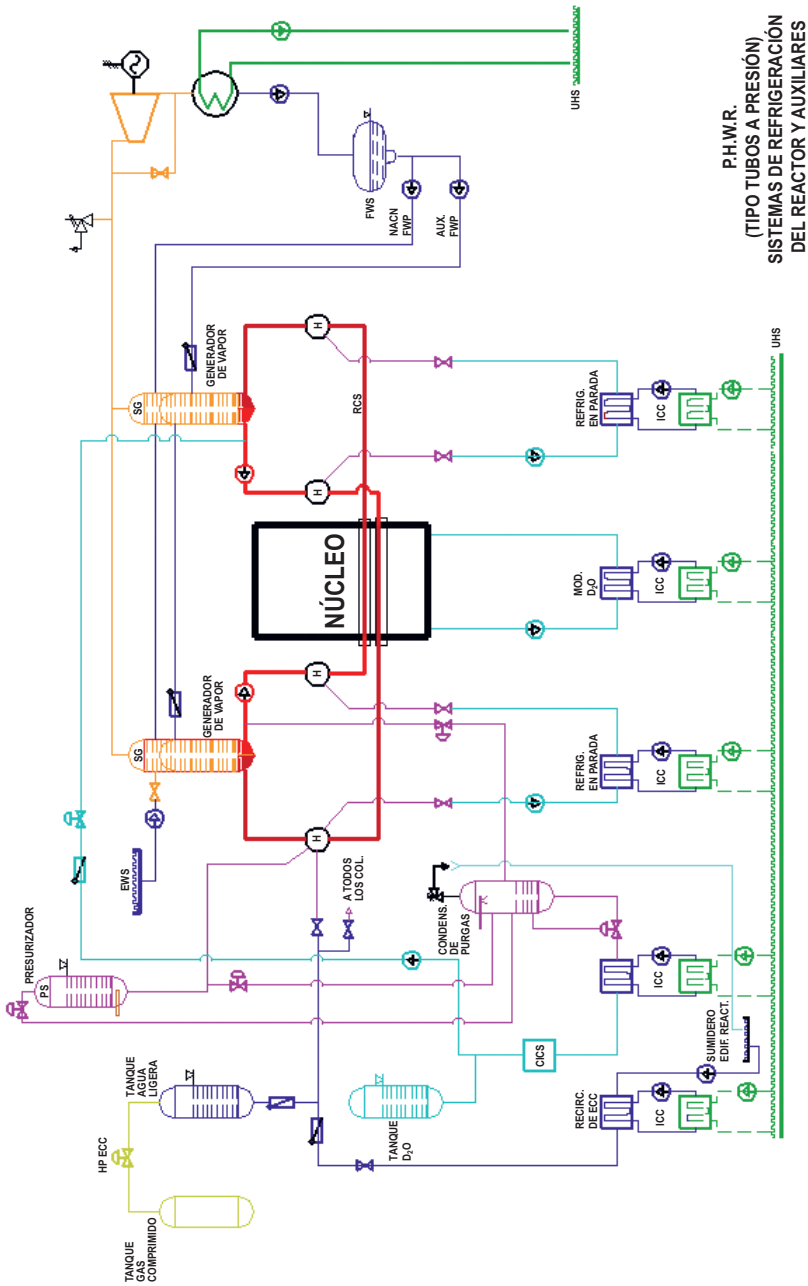 PRESURIZADOR
PS
TANQUE
AGUA
LIGERA
HP ECC
TANQUE
GAS
COMPRIMIDO
EWS
SG
GENERADOR
DE VAPOR
SG
GENERADOR
DE VAPOR
FWS
NACN
FWP
AUX.
FWP
UHS
H
H
H
H
RCS
NÚCLEO
A TODOS
LOS COL.
CONDENS.
DE
PURGAS
TANQUE
D₂O
CICS
RECIRC.
DE ECC
ICC
SUMIDERO
EDIF. REACT.
ICC
REFRIG.
EN PARADA
ICC
MOD.
D₂O
ICC
REFRIG.
EN PARADA
ICC
UHS
P.H.W.R.
(TIPO TUBOS A PRESIÓN)
SISTEMAS DE REFRIGERACIÓN
DEL REACTOR Y AUXILIARES